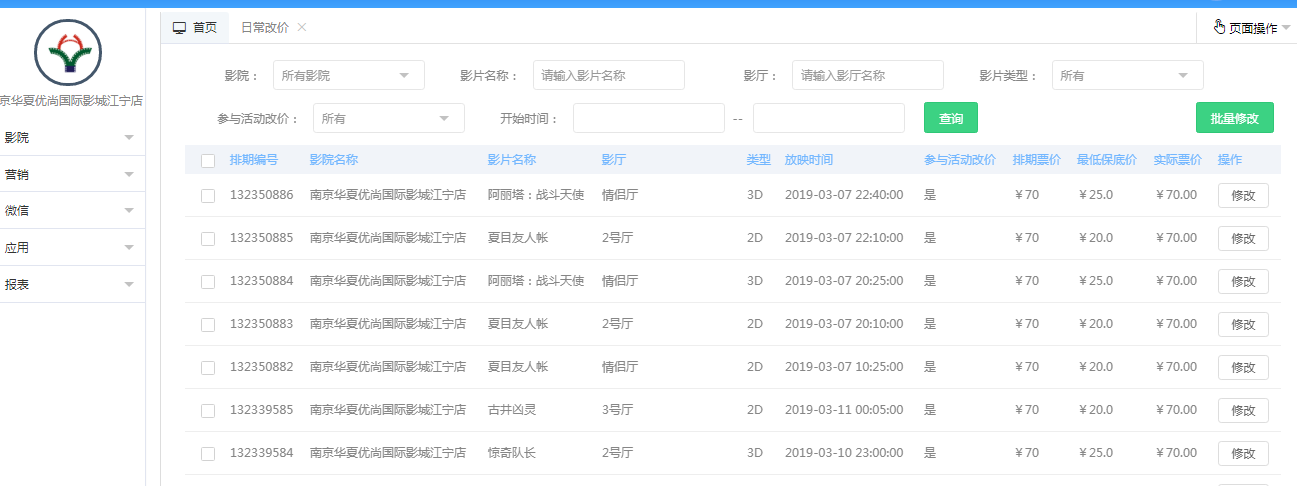 首页 日常改价 页面操作
京华夏优尚国际影城江宁店
影院
营销
微信
应用
报表
影院： 所有影院 影片名称： 请输入影片名称 影厅： 请输入影厅名称 影片类型： 所有
参与活动改价： 所有 开始时间： -- 查询 批量修改
排期编号 影院名称 影片名称 影厅 类型 放映时间 参与活动改价 排期票价 最低保底价 实际票价 操作
132350886 南京华夏优尚国际影城江宁店 阿丽塔：战斗天使 情侣厅 3D 2019-03-07 22:40:00 是 ￥70 ￥25.0 ￥70.00 修改
132350885 南京华夏优尚国际影城江宁店 夏目友人帐 2号厅 2D 2019-03-07 22:10:00 是 ￥70 ￥20.0 ￥70.00 修改
132350884 南京华夏优尚国际影城江宁店 阿丽塔：战斗天使 情侣厅 3D 2019-03-07 20:25:00 是 ￥70 ￥25.0 ￥70.00 修改
132350883 南京华夏优尚国际影城江宁店 夏目友人帐 2号厅 2D 2019-03-07 20:10:00 是 ￥70 ￥20.0 ￥70.00 修改
132350882 南京华夏优尚国际影城江宁店 夏目友人帐 情侣厅 2D 2019-03-07 10:25:00 是 ￥70 ￥20.0 ￥70.00 修改
132339585 南京华夏优尚国际影城江宁店 古井凶灵 3号厅 2D 2019-03-11 00:05:00 是 ￥70 ￥20.0 ￥70.00 修改
132339584 南京华夏优尚国际影城江宁店 惊奇队长 2号厅 3D 2019-03-10 23:00:00 是 ￥70 ￥25.0 ￥70.00 修改